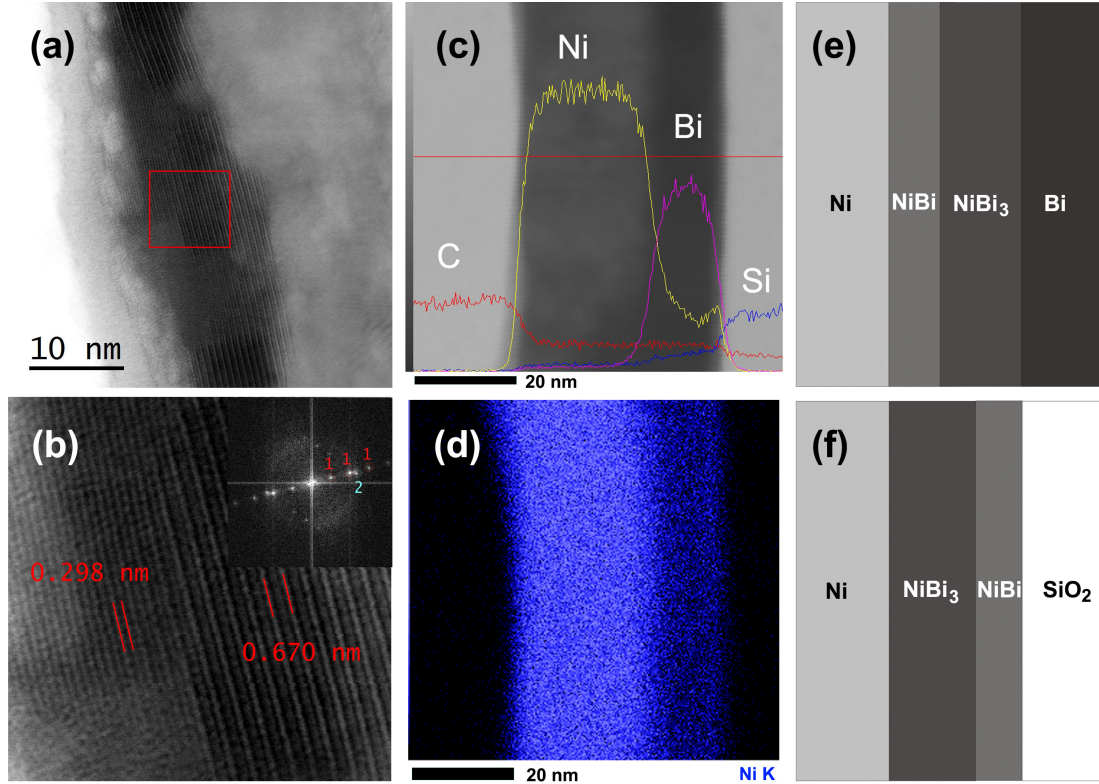 (a)
10 nm
(b)
1 1 1
2
0.298 nm
0.670 nm
(c)
Ni
Bi
C
Si
20 nm
(d)
20 nm
Ni K
(e)
Ni NiBi NiBi₃ Bi
(f)
Ni NiBi₃ NiBi SiO₂